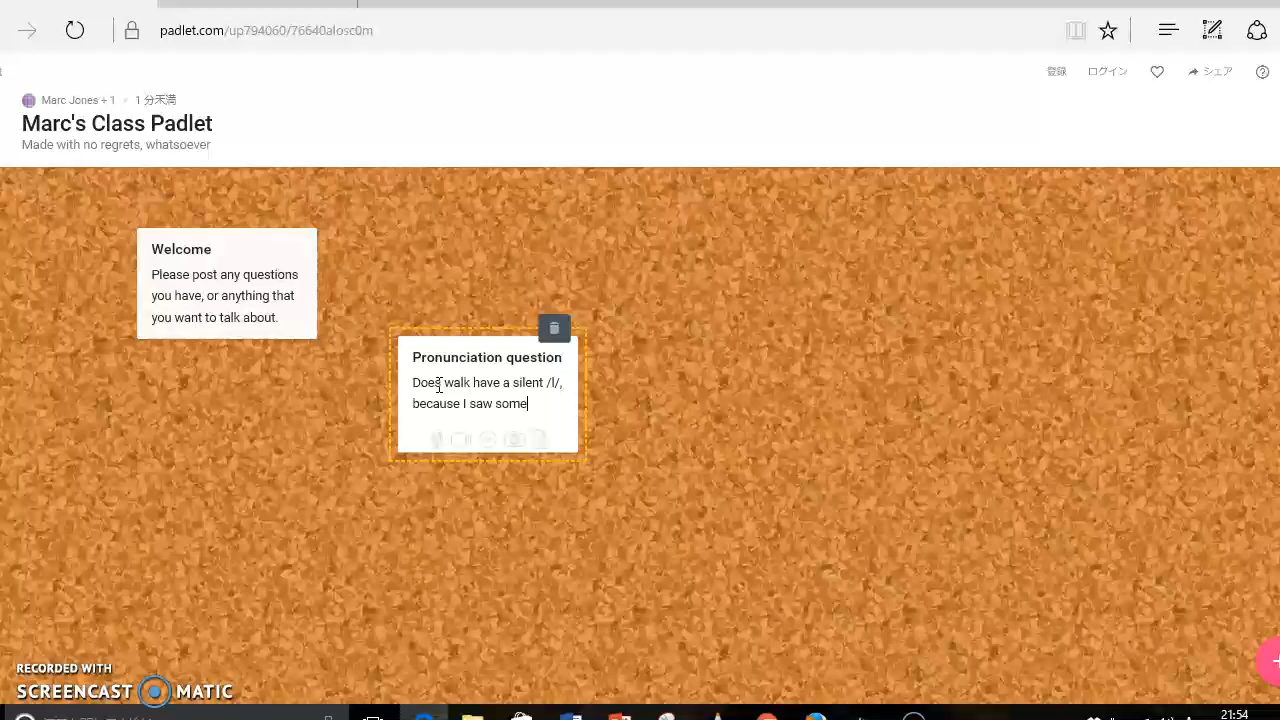 padlet.com/up794060/76640alosc0m
登録 ログイン シェア
Marc Jones + 1 1 分未満
Marc's Class Padlet
Made with no regrets, whatsoever
Welcome
Please post any questions
you have, or anything that
you want to talk about.
Pronunciation question
Does walk have a silent /l/,
because I saw some
RECORDED WITH
SCREENCAST MATIC
21:54